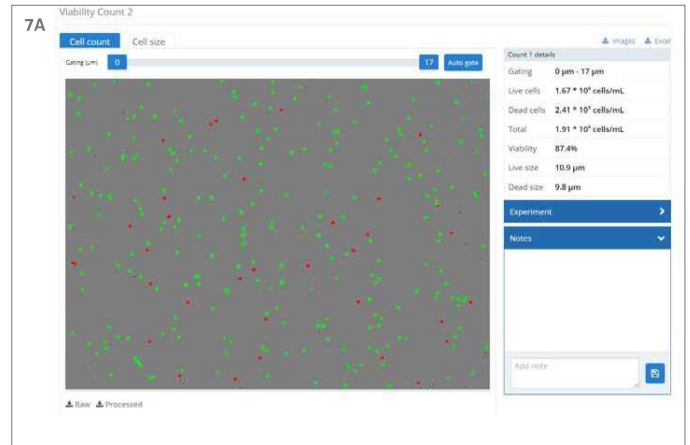 7A
Viability Count 2
Cell count Cell size
Images Excel
Gating (µm) 0 17 Auto gate
Count 1 details
Gating 0 µm - 17 µm
Live cells 1.67 * 10⁶ cells/mL
Dead cells 2.41 * 10⁵ cells/mL
Total 1.91 * 10⁶ cells/mL
Viability 87.4%
Live size 10.9 µm
Dead size 9.8 µm
Experiment
Notes
Add note
Raw Processed